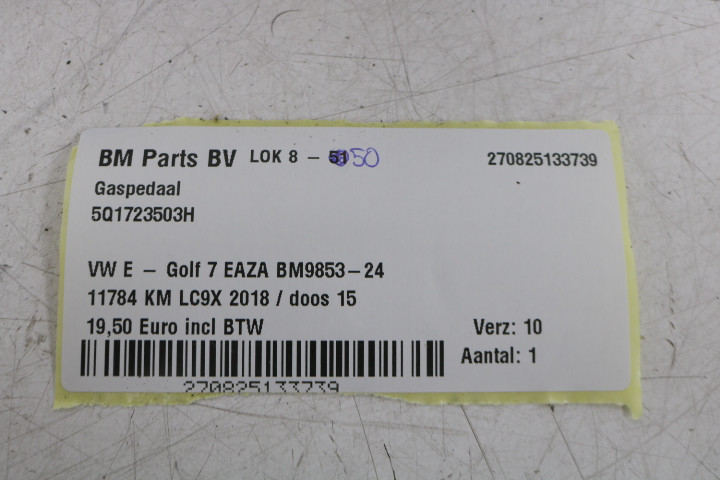 BM Parts BV LOK 8 - 51 50 270825133739
Gaspedaal
5Q1723503H
VW E - Golf 7 EAZA BM9853-24
11784 KM LC9X 2018 / doos 15
19,50 Euro incl BTW Verz: 10
Aantal: 1
270825133739